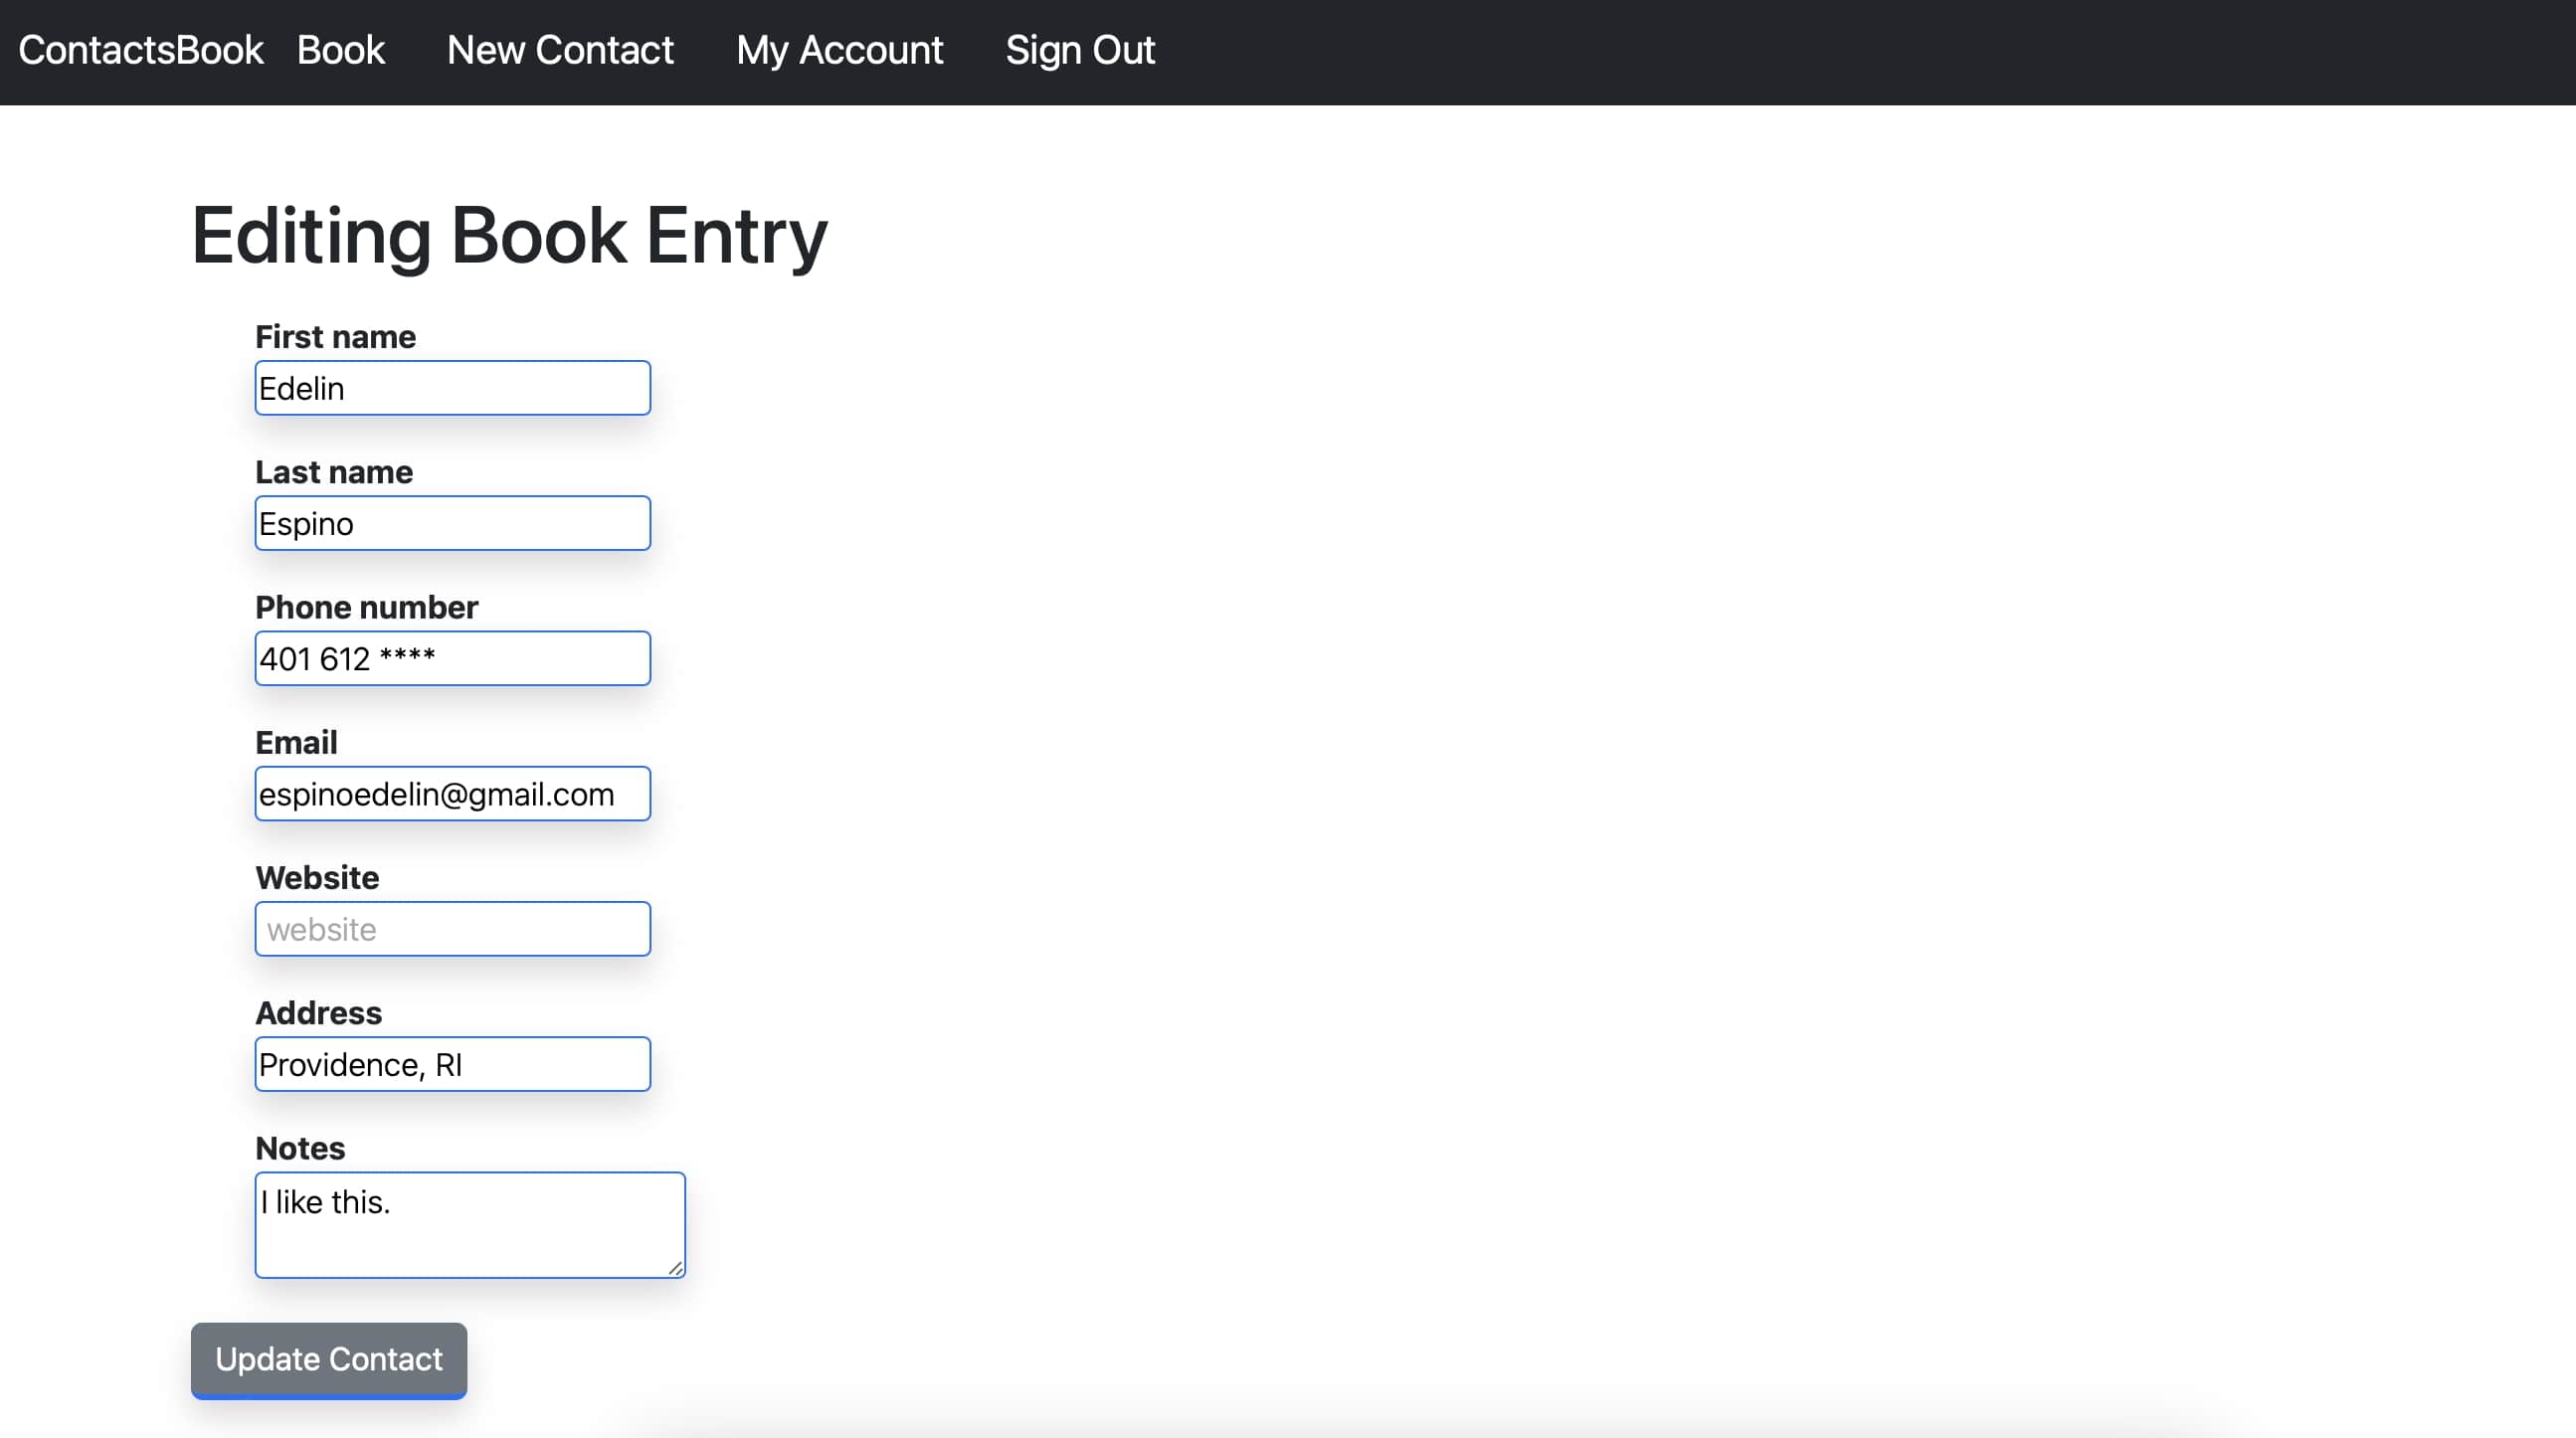 ContactsBook Book New Contact My Account Sign Out
Editing Book Entry
First name
Edelin
Last name
Espino
Phone number
401 612 ****
Email
espinoedelin@gmail.com
Website
website
Address
Providence, RI
Notes
I like this.
Update Contact